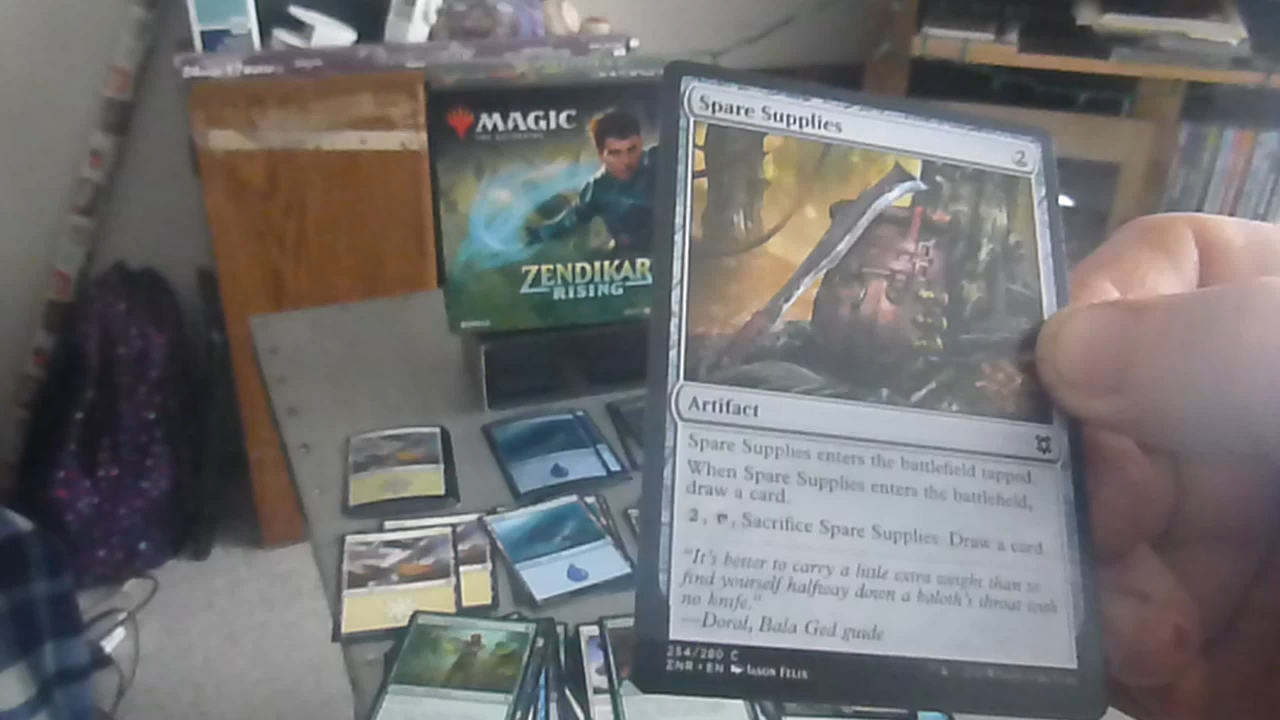 MAGIC
ZENDIKAR
RISING
Spare Supplies
2
Artifact
Spare Supplies enters the battlefield tapped.
When Spare Supplies enters the battlefield,
draw a card.
2, , Sacrifice Spare Supplies: Draw a card.
"It's better to carry a little extra weight than to
find yourself halfway down a baloth's throat with
no knife."
—Doral, Bala Ged guide
254/280 C
ZNR • EN Jason Felix